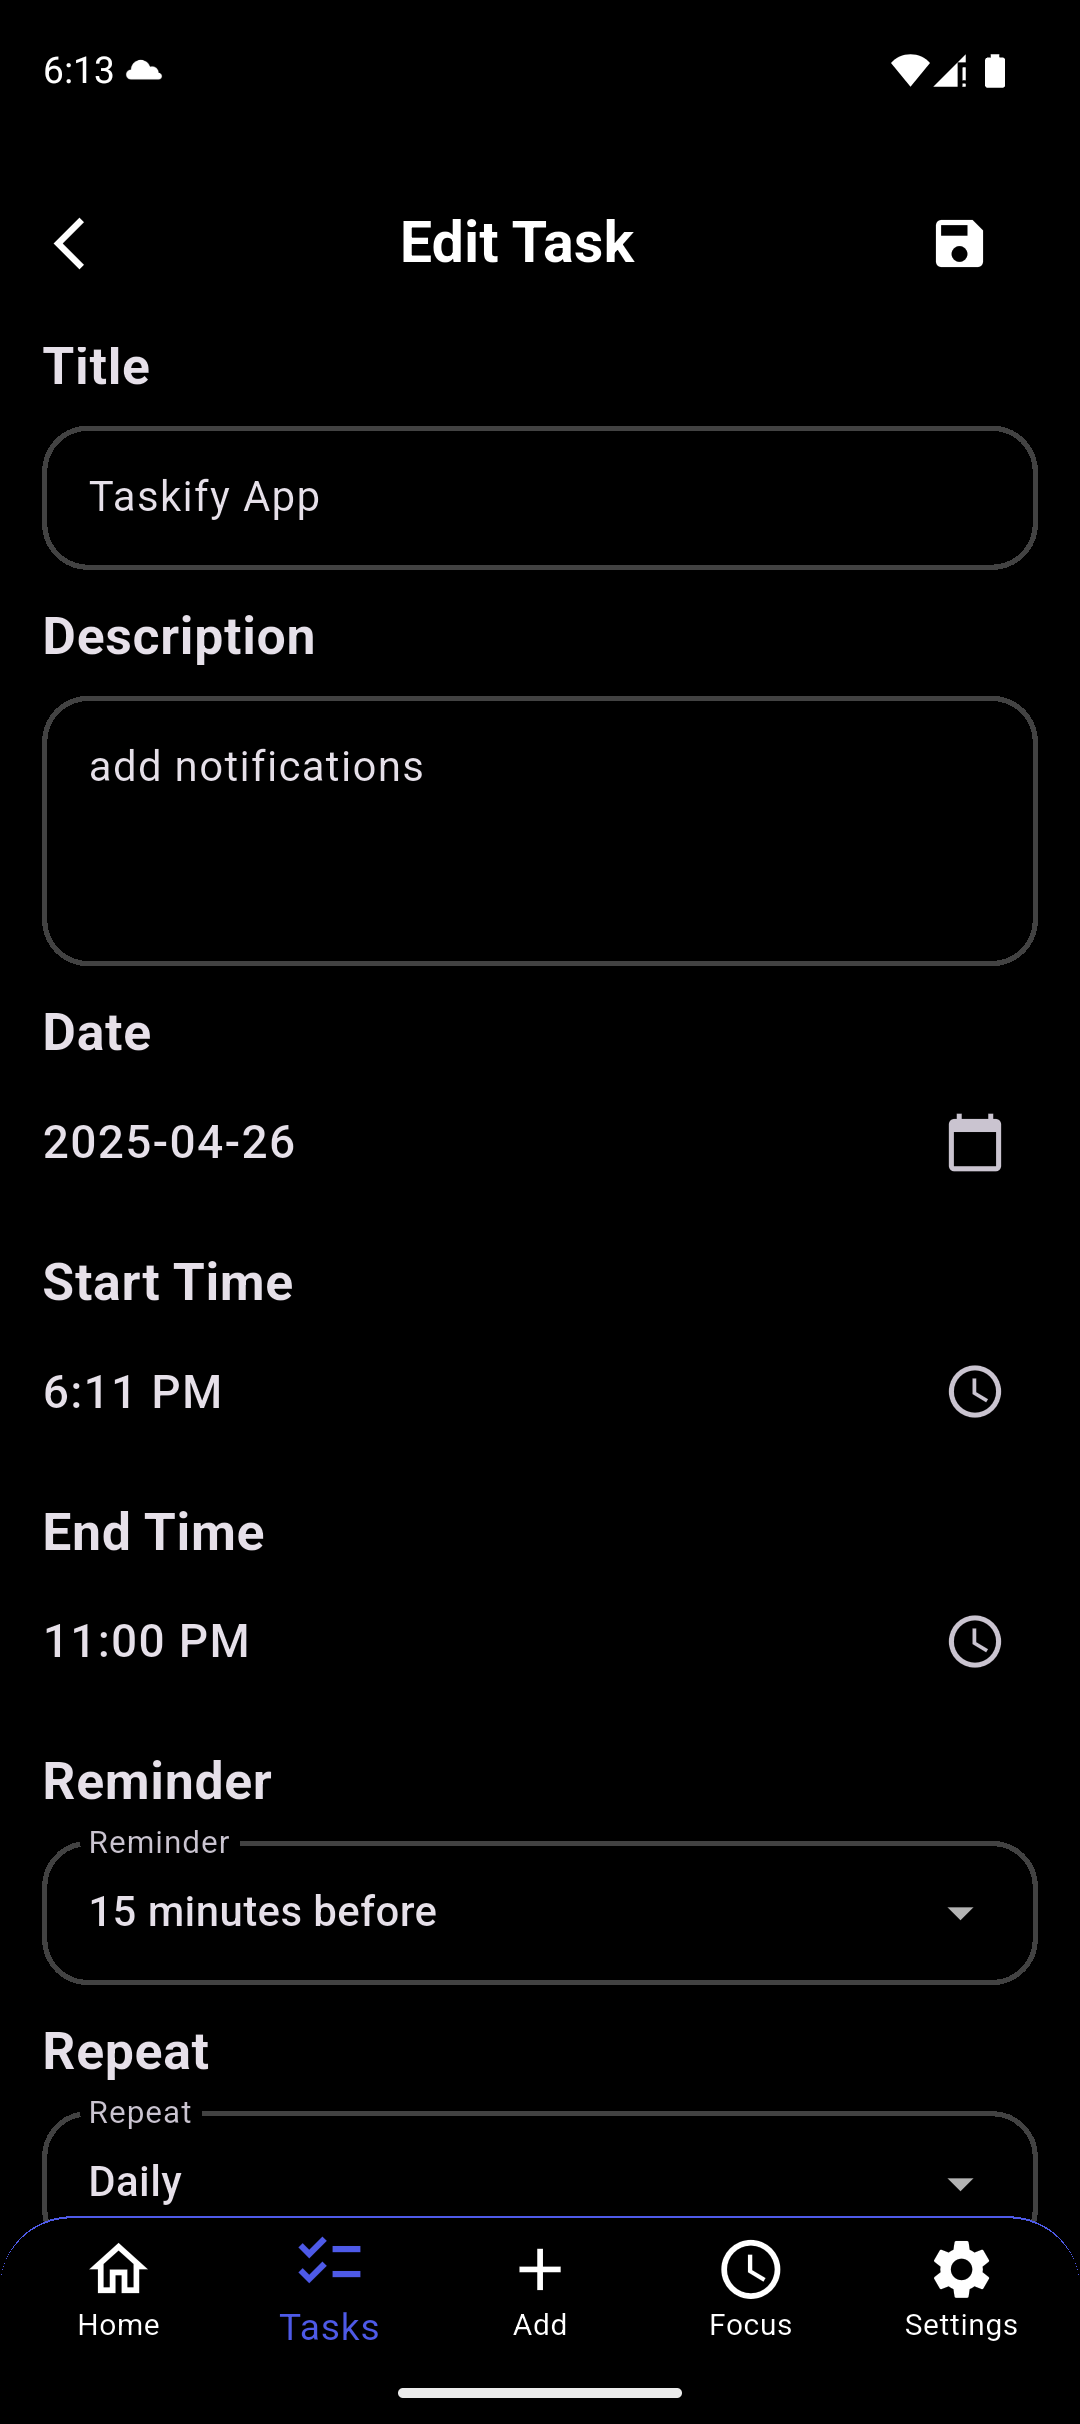 6:13
Edit Task
Title
Taskify App
Description
add notifications
Date
2025-04-26
Start Time
6:11 PM
End Time
11:00 PM
Reminder
Reminder
15 minutes before
Repeat
Repeat
Daily
Home
Tasks
Add
Focus
Settings